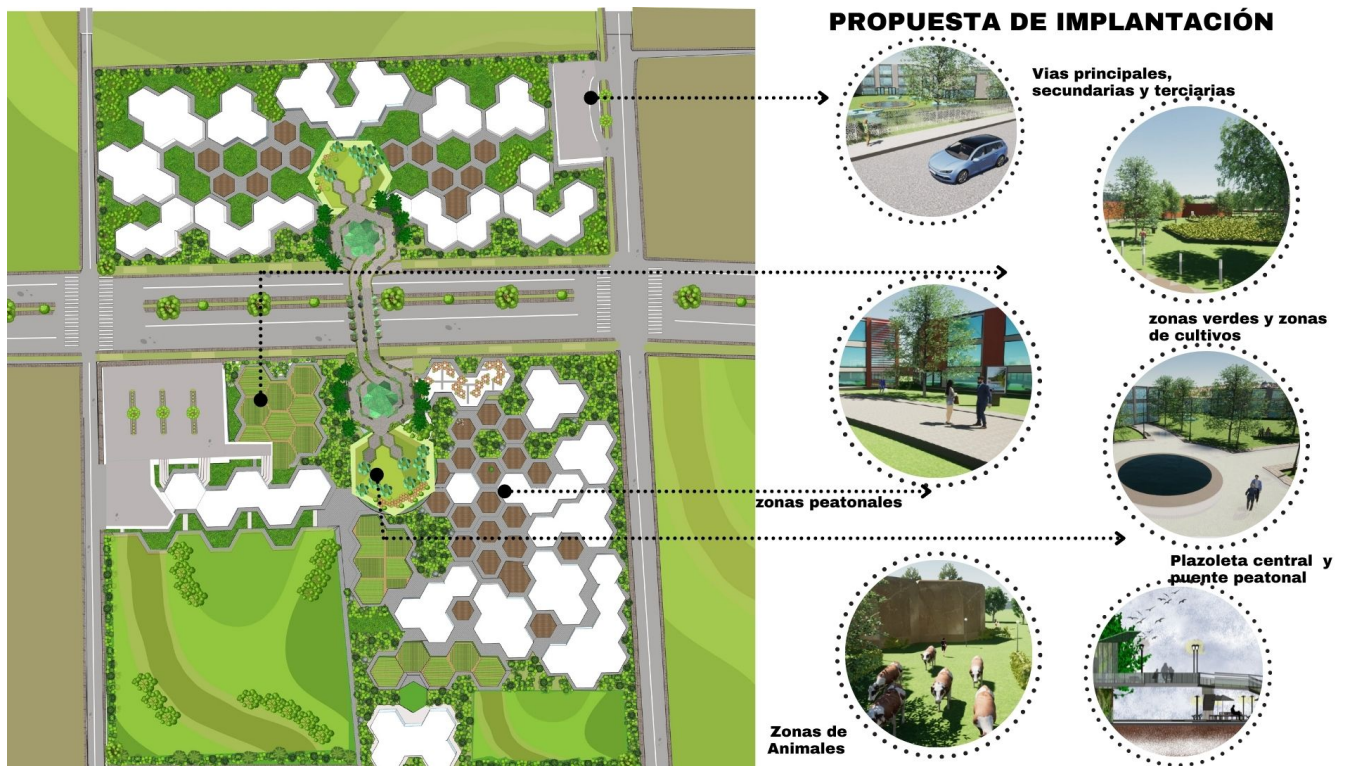 PROPUESTA DE IMPLANTACIÓN
Vias principales,
secundarias y terciarias
zonas verdes y zonas
de cultivos
zonas peatonales
Plazoleta central y
puente peatonal
Zonas de
Animales